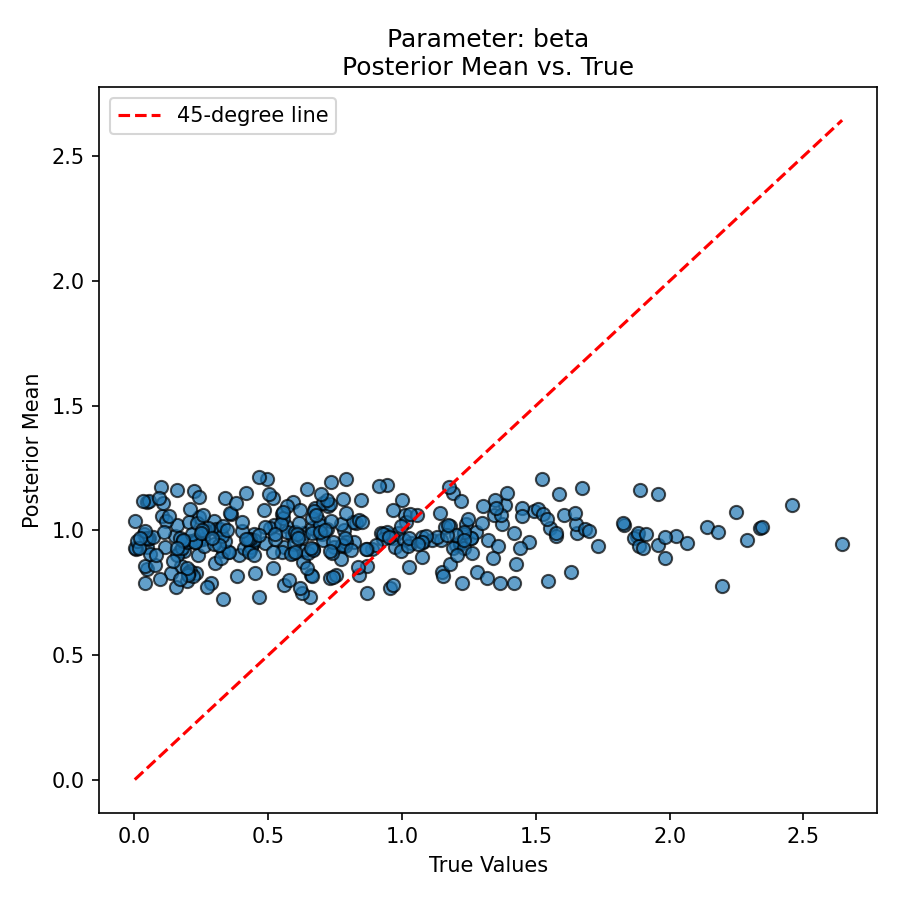 Parameter: beta
Posterior Mean vs. True
45-degree line
2.5
2.0
1.5
1.0
0.5
0.0
Posterior Mean
0.0 0.5 1.0 1.5 2.0 2.5
True Values